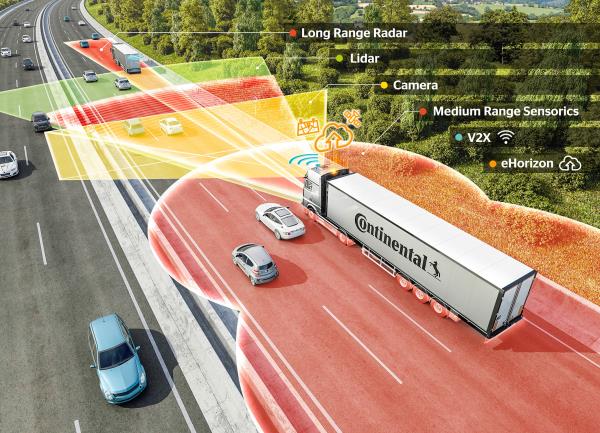 Long Range Radar
Lidar
Camera
Medium Range Sensorics
V2X
eHorizon
Continental